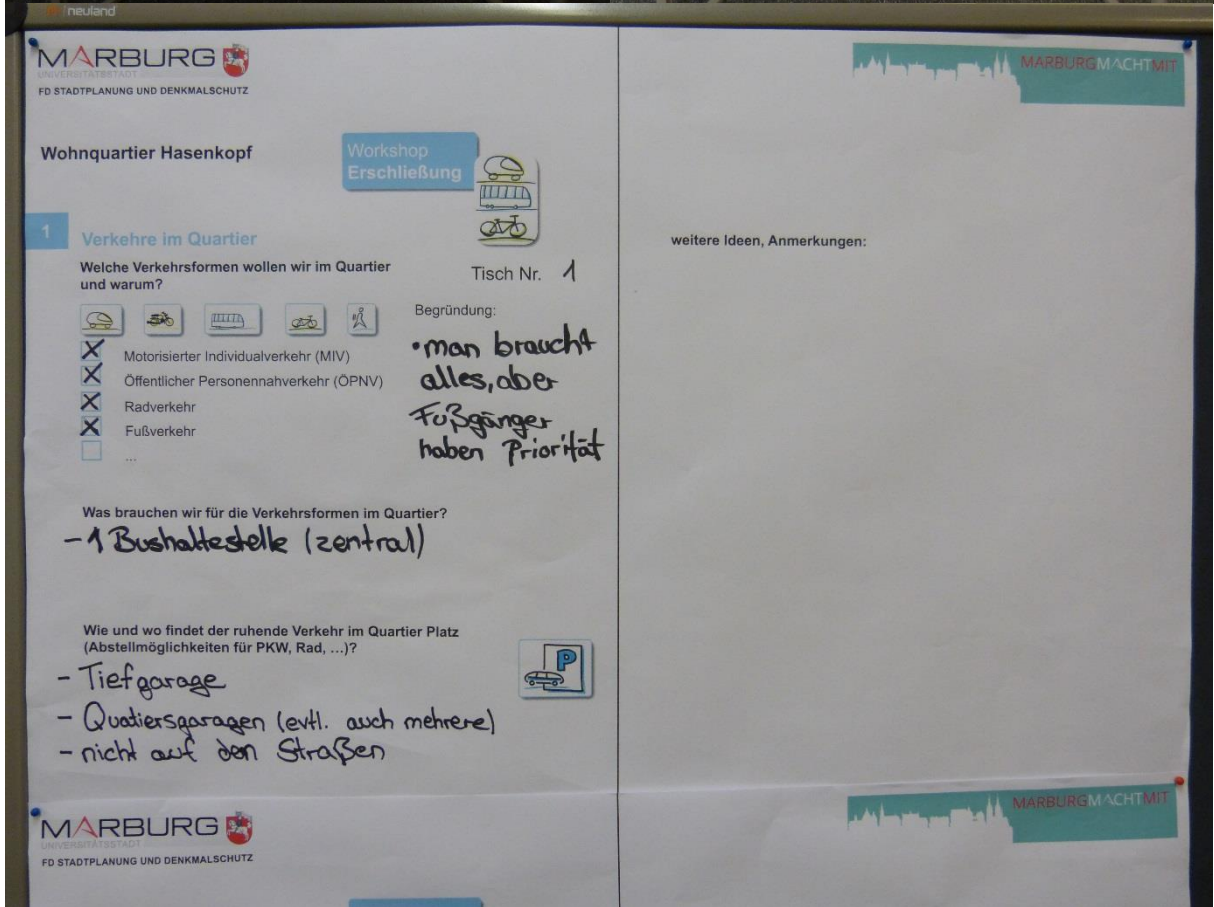 neuland
MARBURG
UNIVERSITÄTSSTADT
FD STADTPLANUNG UND DENKMALSCHUTZ
MARBURGMACHTMIT
Wohnquartier Hasenkopf
Workshop
Erschließung
1
Verkehre im Quartier
Welche Verkehrsformen wollen wir im Quartier
und warum?
Tisch Nr. 1
Motorisierter Individualverkehr (MIV)
Öffentlicher Personennahverkehr (ÖPNV)
Radverkehr
Fußverkehr
...
Begründung:
• man braucht
alles, aber
Fußgänger
haben Priorität
Was brauchen wir für die Verkehrsformen im Quartier?
- 1 Bushaltestelle (zentral)
Wie und wo findet der ruhende Verkehr im Quartier Platz
(Abstellmöglichkeiten für PKW, Rad, ...)?
P
- Tiefgarage
- Quatiersgaragen (evtl. auch mehrere)
- nicht auf den Straßen
weitere Ideen, Anmerkungen:
MARBURG
UNIVERSITÄTSSTADT
FD STADTPLANUNG UND DENKMALSCHUTZ
MARBURGMACHTMIT